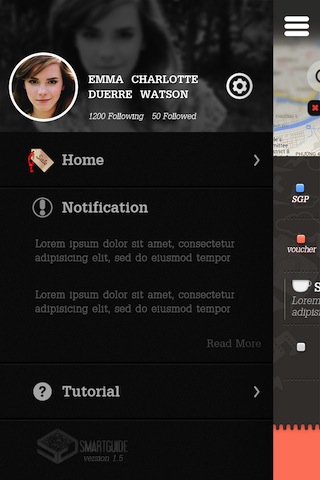 EMMA CHARLOTTE
DUERRE WATSON
1200 Following 50 Followed
Sale
Home
Notification
Lorem ipsum dolor sit amet, consectetur
adipisicing elit, sed do eiusmod tempor
Lorem ipsum dolor sit amet, consectetur
adipisicing elit, sed do eiusmod tempor
Read More
Tutorial
SMARTGUIDE
version 1.5
SGP
voucher
S
Lorem
adipisi